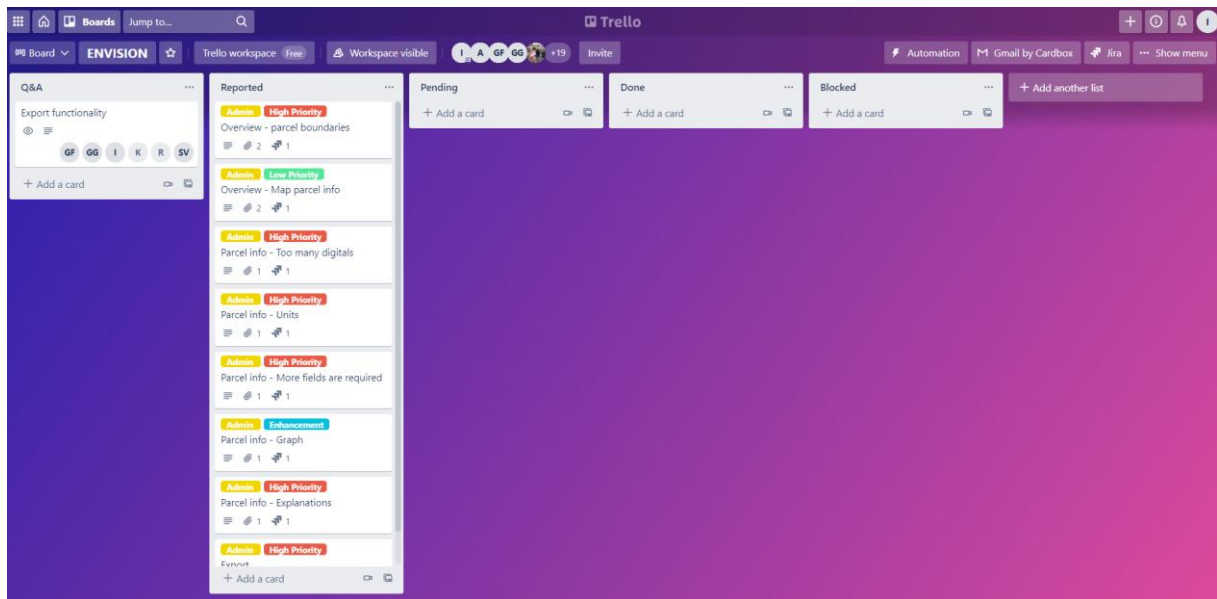 Boards Jump to... Trello I
Board ENVISION Trello workspace Free Workspace visible I A GF GG +19 Invite Automation Gmail by Cardbox Jira ... Show menu
Q&A ...
Export functionality
GF GG I K R SV
+ Add a card
Reported ...
Admin High Priority
Overview - parcel boundaries
2 1
Admin Low Priority
Overview - Map parcel info
2 1
Admin High Priority
Parcel info - Too many digitals
1 1
Admin High Priority
Parcel info - Units
1 1
Admin High Priority
Parcel info - More fields are required
1 1
Admin Enhancement
Parcel info - Graph
1 1
Admin High Priority
Parcel info - Explanations
1 1
Admin High Priority
Export
+ Add a card
Pending ...
+ Add a card
Done ...
+ Add a card
Blocked ...
+ Add a card
+ Add another list